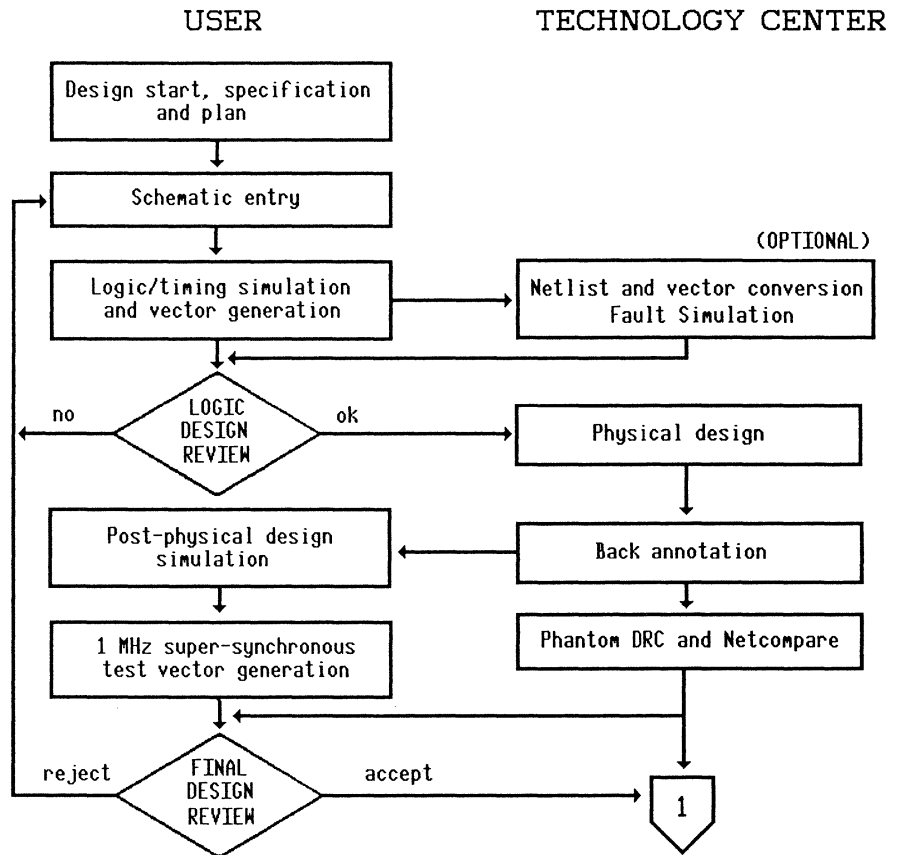 USER
TECHNOLOGY CENTER
Design start, specification
and plan
Schematic entry
(OPTIONAL)
Logic/timing simulation
and vector generation
Netlist and vector conversion
Fault Simulation
no
LOGIC
DESIGN
REVIEW
ok
Physical design
Post-physical design
simulation
Back annotation
1 MHz super-synchronous
test vector generation
Phantom DRC and Netcompare
reject
FINAL
DESIGN
REVIEW
accept
1